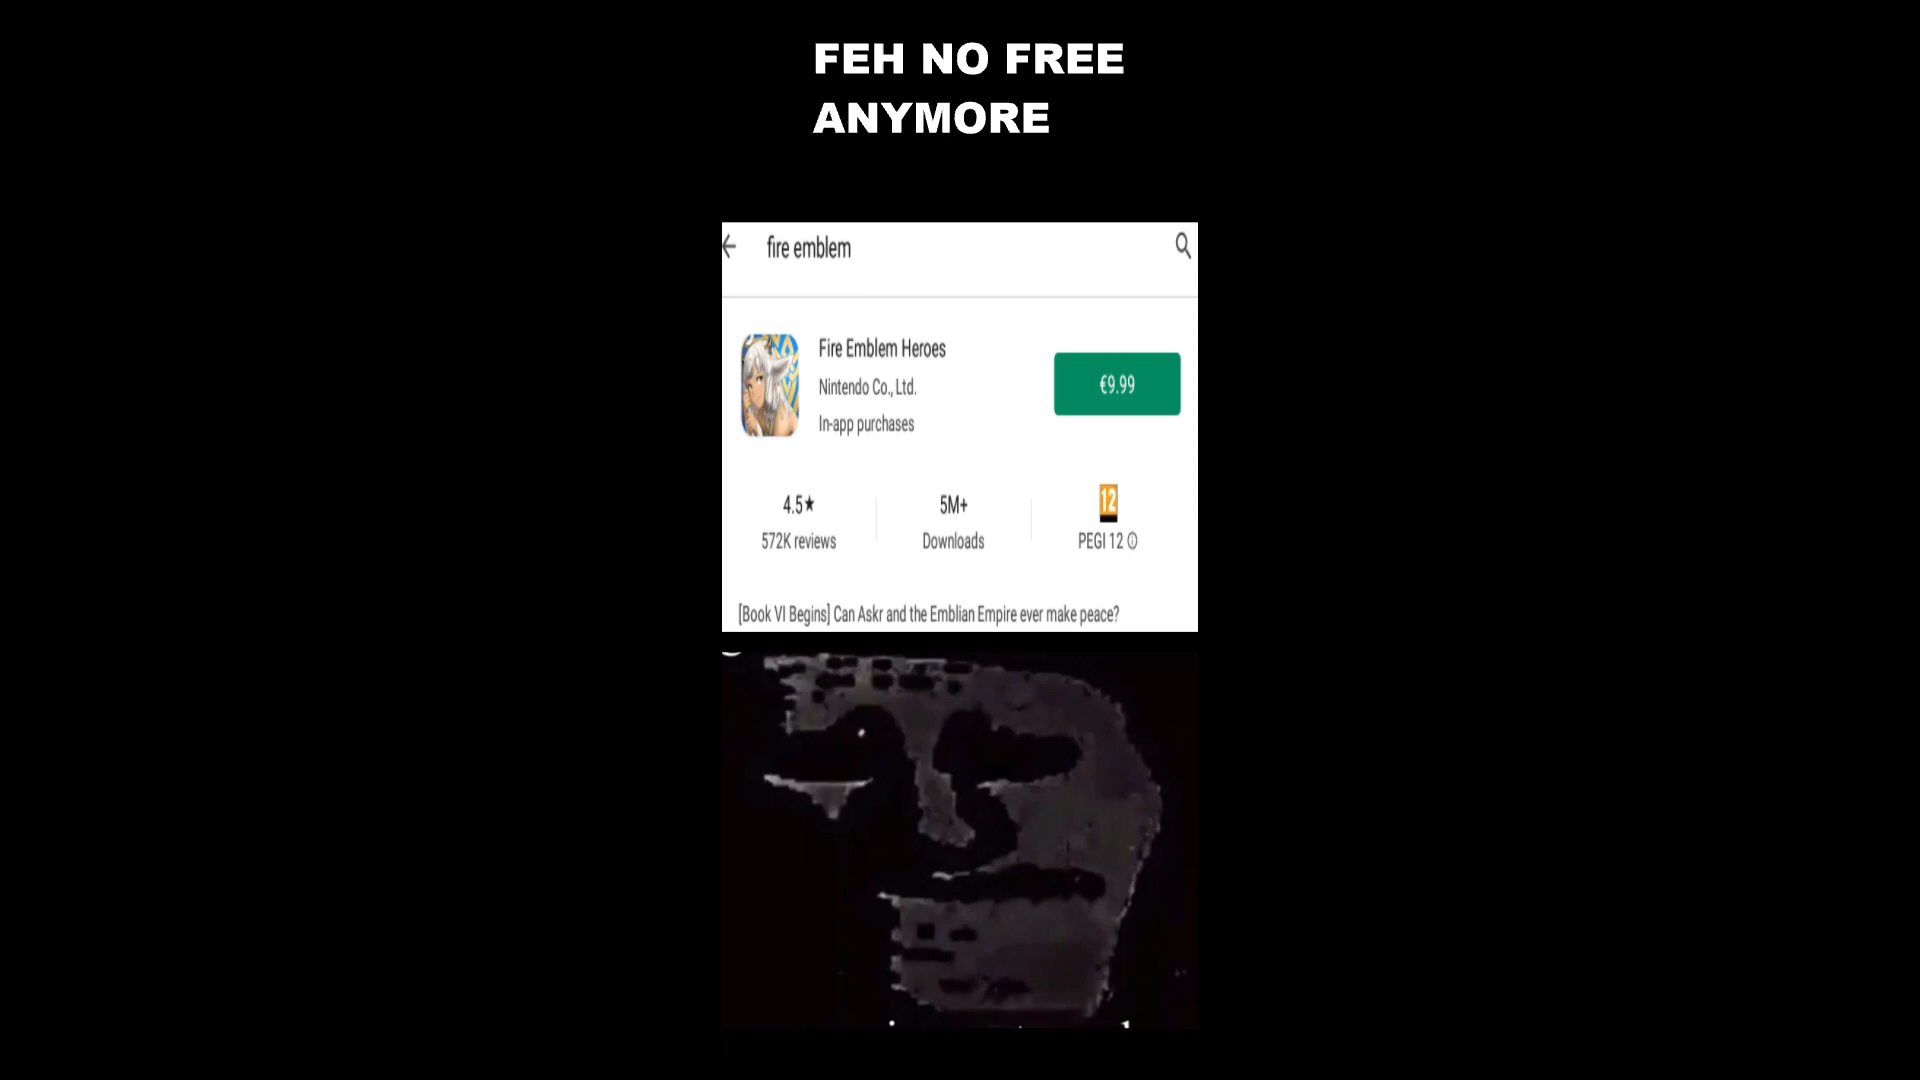 FEH NO FREE
ANYMORE
fire emblem
Fire Emblem Heroes
Nintendo Co., Ltd.
In-app purchases
€9.99
4.5★
5M+
12
572K reviews
Downloads
PEGI 12
[Book VI Begins] Can Askr and the Emblian Empire ever make peace?